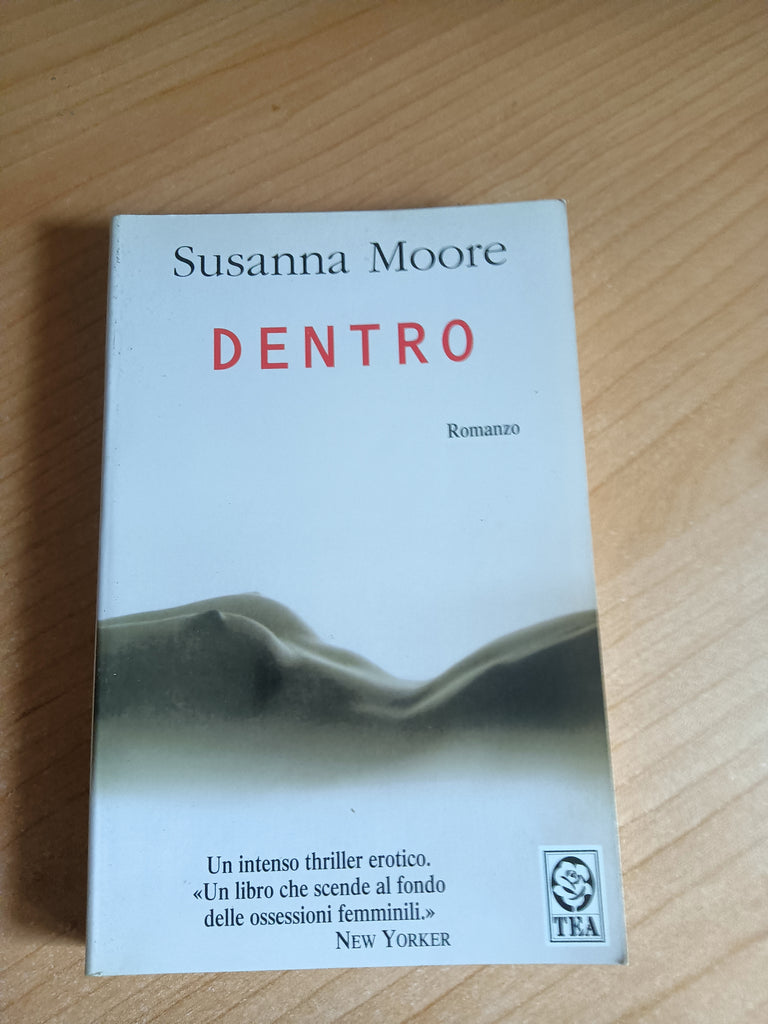 Susanna Moore
DENTRO
Romanzo
Un intenso thriller erotico.
«Un libro che scende al fondo
delle ossessioni femminili.»
NEW YORKER
TEA